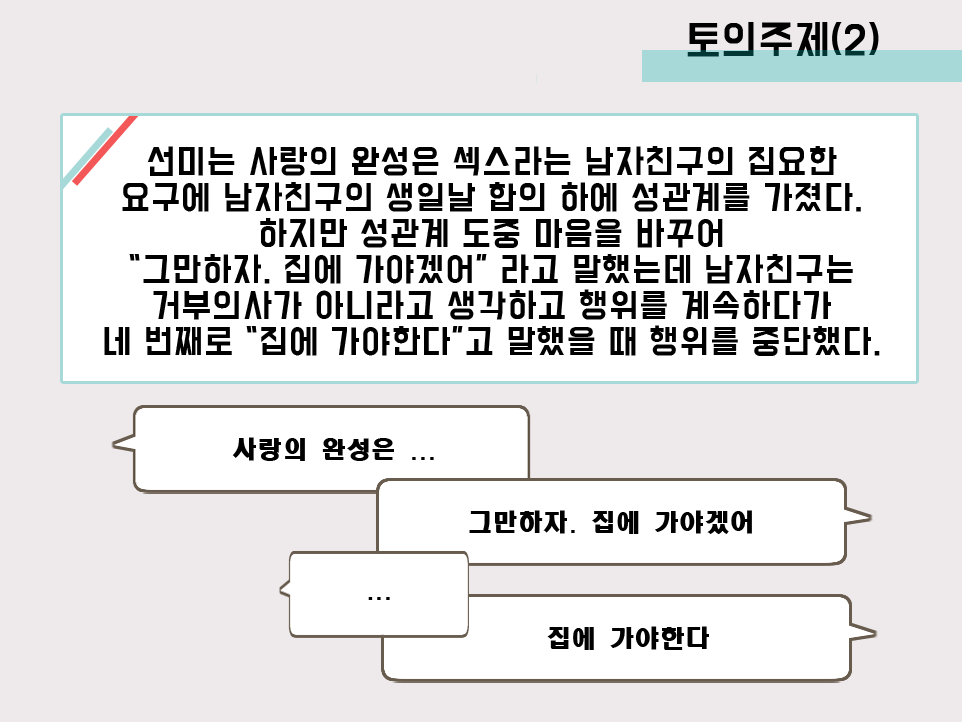 토의주제(2)
선미는 사랑의 완성은 섹스라는 남자친구의 집요한
요구에 남자친구의 생일날 합의 하에 성관계를 가졌다.
하지만 성관계 도중 마음을 바꾸어
“그만하자. 집에 가야겠어” 라고 말했는데 남자친구는
거부의사가 아니라고 생각하고 행위를 계속하다가
네 번째로 “집에 가야한다”고 말했을 때 행위를 중단했다.
사랑의 완성은 ...
그만하자. 집에 가야겠어
...
집에 가야한다